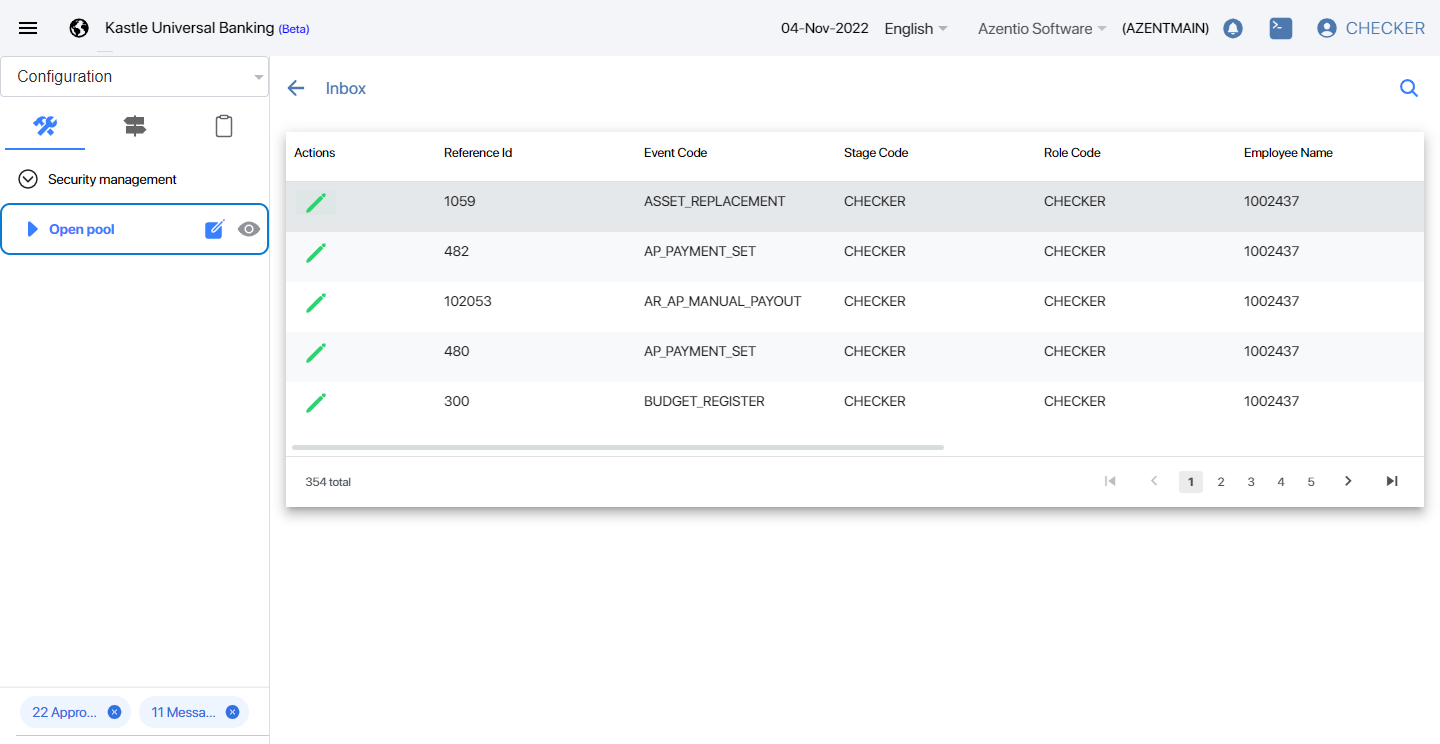 Kastle Universal Banking (Beta) 04-Nov-2022 English Azentio Software (AZENTMAIN) CHECKER
Configuration
Inbox
Security management
Open pool
Actions Reference Id Event Code Stage Code Role Code Employee Name
1059 ASSET_REPLACEMENT CHECKER CHECKER 1002437
482 AP_PAYMENT_SET CHECKER CHECKER 1002437
102053 AR_AP_MANUAL_PAYOUT CHECKER CHECKER 1002437
480 AP_PAYMENT_SET CHECKER CHECKER 1002437
300 BUDGET_REGISTER CHECKER CHECKER 1002437
354 total 1 2 3 4 5
22 Appro... 11 Messa...